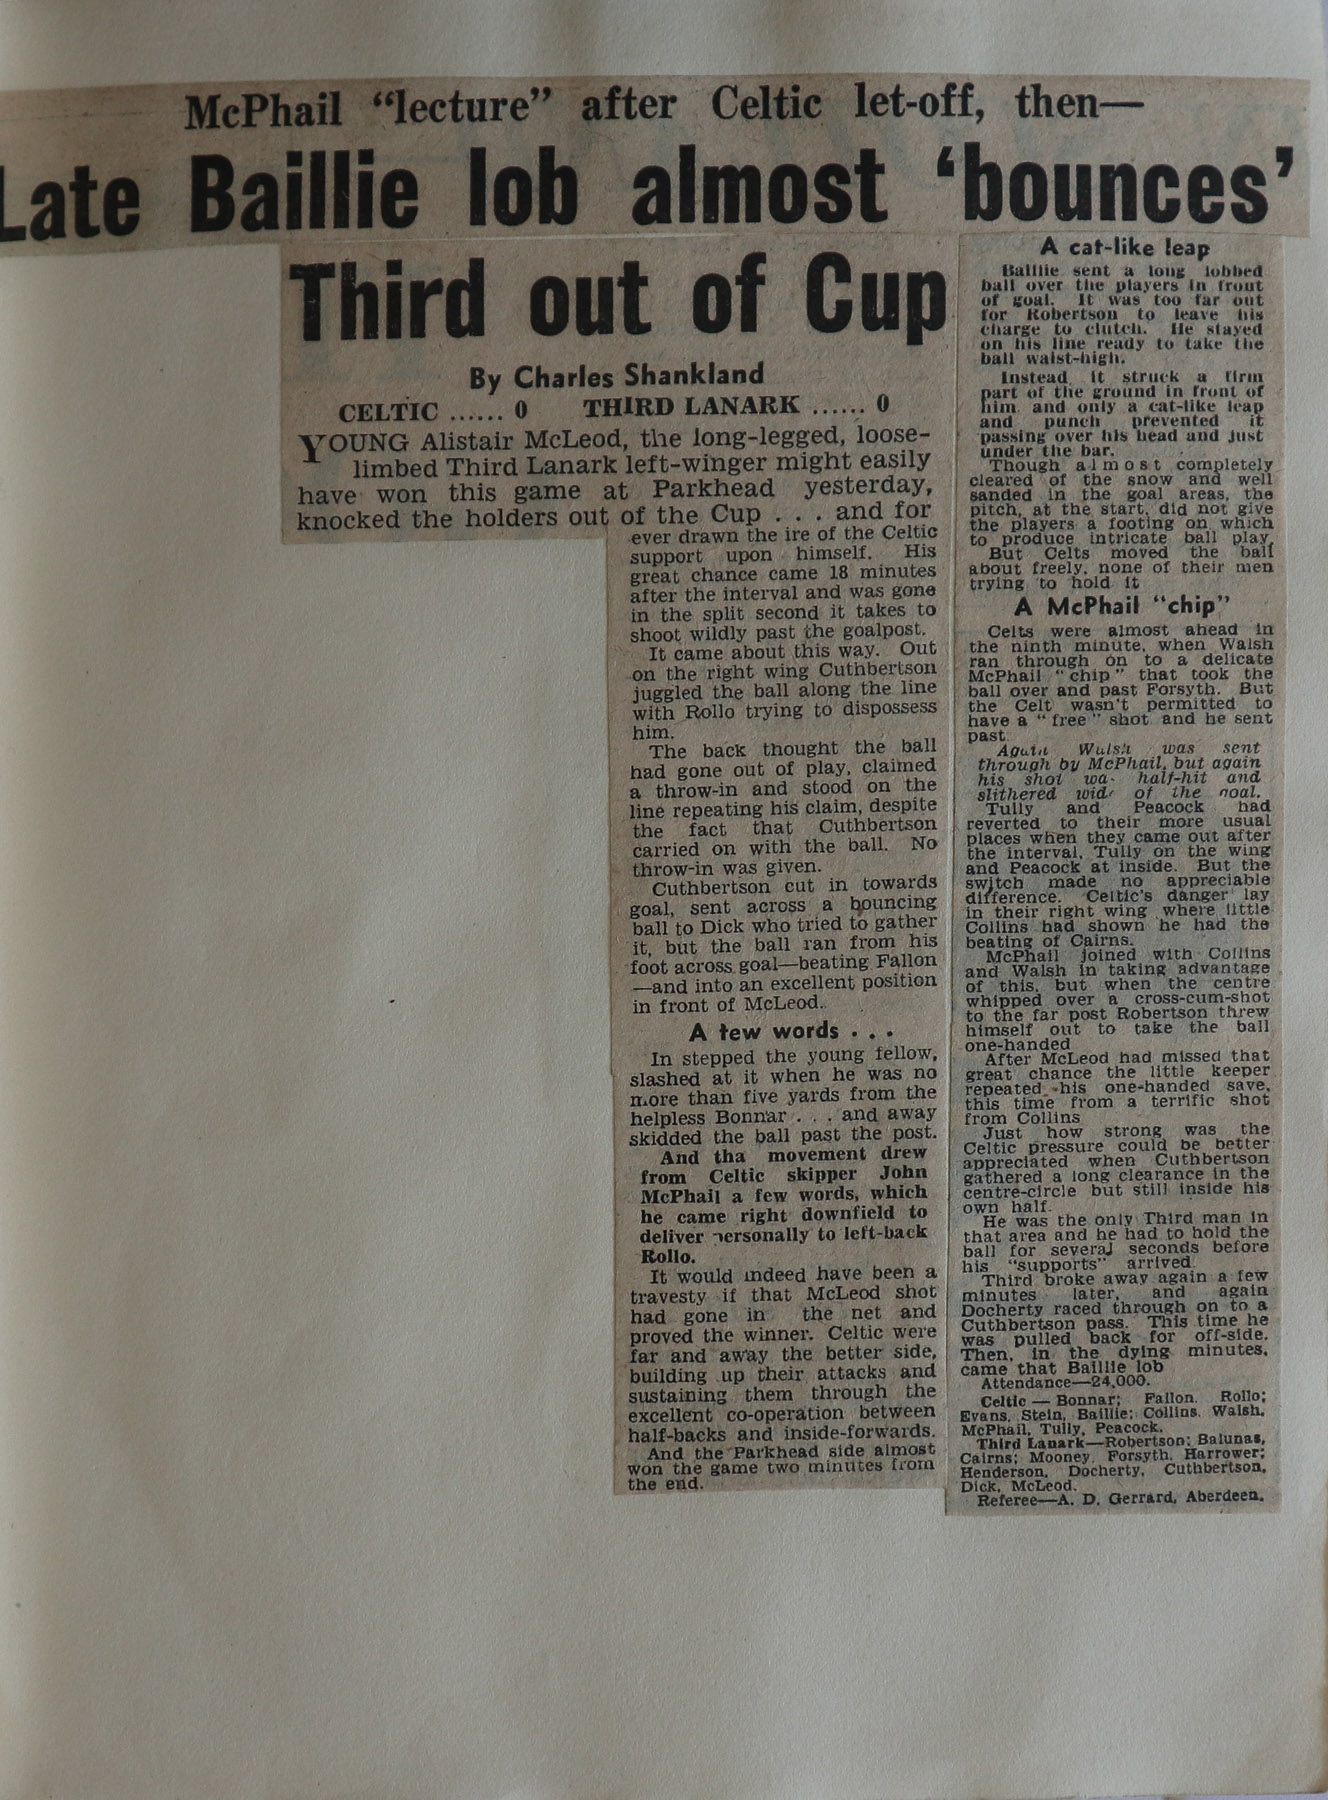 McPhail “lecture” after Celtic let-off, then—
Late Baillie lob almost ‘bounces’
Third out of Cup
By Charles Shankland
CELTIC ...... 0 THIRD LANARK ...... 0
YOUNG Alistair McLeod, the long-legged, loose-
limbed Third Lanark left-winger might easily
have won this game at Parkhead yesterday,
knocked the holders out of the Cup . . . and for
ever drawn the ire of the Celtic
support upon himself. His
great chance came 18 minutes
after the interval and was gone
in the split second it takes to
shoot wildly past the goalpost.
It came about this way. Out
on the right wing Cuthbertson
juggled the ball along the line
with Rollo trying to dispossess
him.
The back thought the ball
had gone out of play, claimed
a throw-in and stood on the
line repeating his claim, despite
the fact that Cuthbertson
carried on with the ball. No
throw-in was given.
Cuthbertson cut in towards
goal, sent across a bouncing
ball to Dick who tried to gather
it, but the ball ran from his
foot across goal—beating Fallon
—and into an excellent position
in front of McLeod.
A few words . . .
In stepped the young fellow,
slashed at it when he was no
more than five yards from the
helpless Bonnar . . . and away
skidded the ball past the post.
And tha movement drew
from Celtic skipper John
McPhail a few words, which
he came right downfield to
deliver personally to left-back
Rollo.
It would indeed have been a
travesty if that McLeod shot
had gone in the net and
proved the winner. Celtic were
far and away the better side,
building up their attacks and
sustaining them through the
excellent co-operation between
half-backs and inside-forwards.
And the Parkhead side almost
won the game two minutes from
the end.
A cat-like leap
Baillie sent a long lobbed
ball over the players in front
of goal. It was too far out
for Robertson to leave his
charge to clutch. He stayed
on his line ready to take the
ball waist-high.
Instead it struck a firm
part of the ground in front of
him and only a cat-like leap
and punch prevented it
passing over his head and just
under the bar.
Though almost completely
cleared of the snow and well
sanded in the goal areas, the
pitch, at the start, did not give
the players a footing on which
to produce intricate ball play.
But Celts moved the ball
about freely, none of their men
trying to hold it
A McPhail “chip”
Celts were almost ahead in
the ninth minute, when Walsh
ran through on to a delicate
McPhail “chip” that took the
ball over and past Forsyth. But
the Celt wasn't permitted to
have a “free” shot and he sent
past
Again Walsh was sent
through by McPhail, but again
his shot wa- half-hit and
slithered wide of the goal.
Tully and Peacock had
reverted to their more usual
places when they came out after
the interval, Tully on the wing
and Peacock at inside. But the
switch made no appreciable
difference. Celtic's danger lay
in their right wing where little
Collins had shown he had the
beating of Cairns.
McPhail joined with Collins
and Walsh in taking advantage
of this, but when the centre
whipped over a cross-cum-shot
to the far post Robertson threw
himself out to take the ball
one-handed
After McLeod had missed that
great chance the little keeper
repeated his one-handed save,
this time from a terrific shot
from Collins
Just how strong was the
Celtic pressure could be better
appreciated when Cuthbertson
gathered a long clearance in the
centre-circle but still inside his
own half.
He was the only Third man in
that area and he had to hold the
ball for several seconds before
his “supports” arrived.
Third broke away again a few
minutes later, and again
Docherty raced through on to a
Cuthbertson pass. This time he
was pulled back for off-side.
Then, in the dying minutes,
came that Baillie lob
Attendance—24,000.
Celtic — Bonnar; Fallon, Rollo;
Evans, Stein, Baillie; Collins, Walsh,
McPhail, Tully, Peacock.
Third Lanark—Robertson; Balunas,
Cairns; Mooney, Forsyth, Harrower;
Henderson, Docherty, Cuthbertson,
Dick, McLeod.
Referee—A. D. Gerrard, Aberdeen.